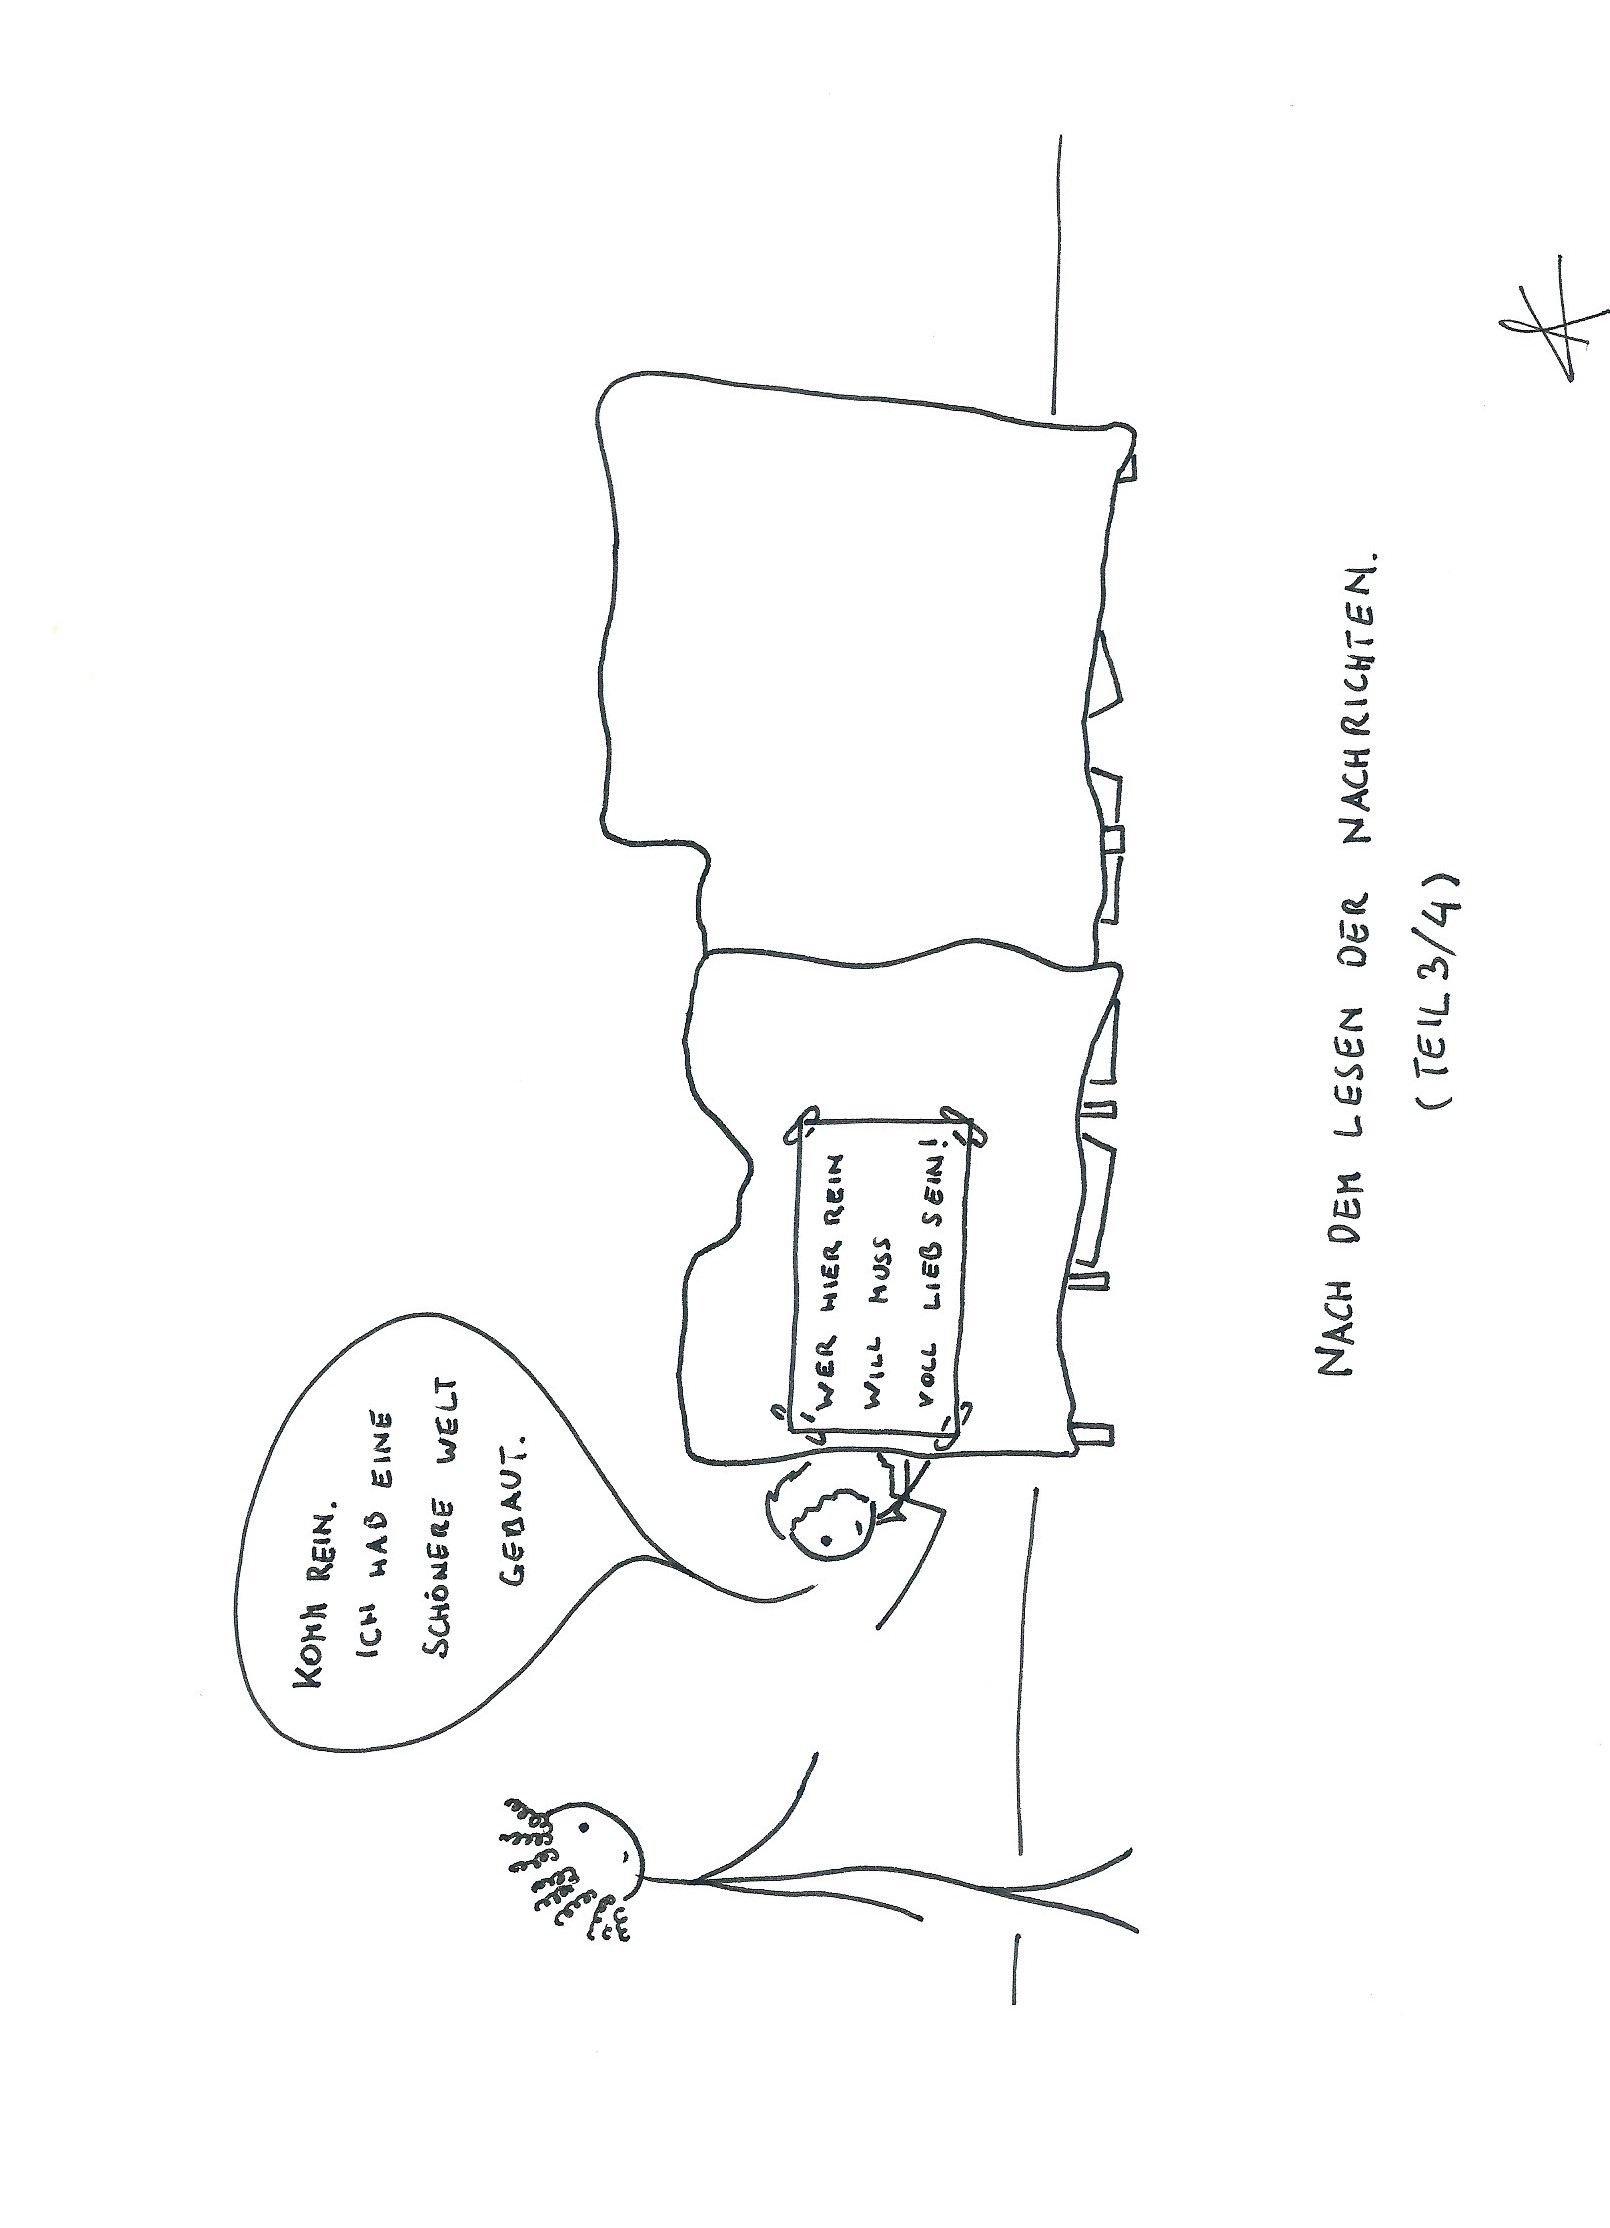 KOMM REIN.
ICH HAB EINE
SCHÖNERE WELT
GEBAUT.
WER HIER REIN
WILL MUSS
VOLL LIEB SEIN!
NACH DEM LESEN DER NACHRICHTEN.
(TEIL 3/4)